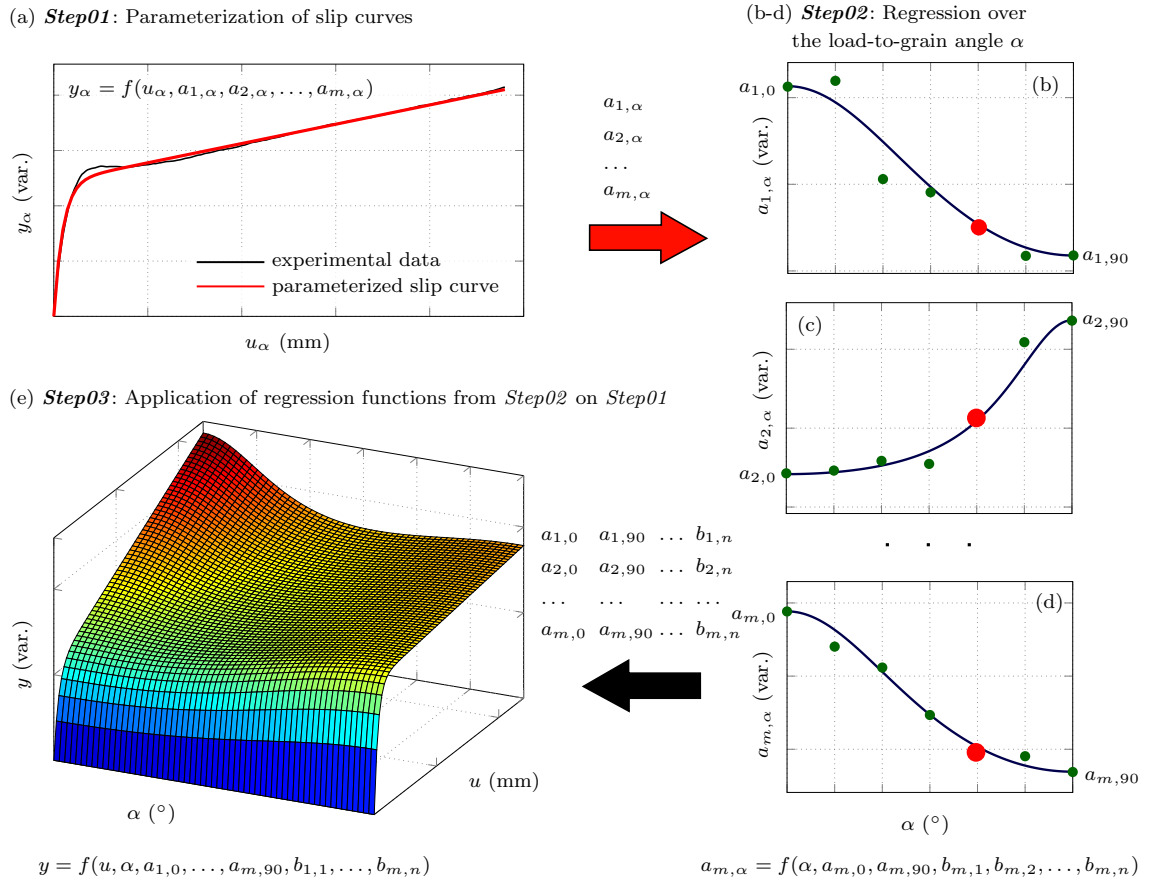 (a) Step01: Parameterization of slip curves
y_α = f(u_α, a_{1,α}, a_{2,α}, . . . , a_{m,α})
y_α (var.)
experimental data
parameterized slip curve
u_α (mm)
a_{1,α}
a_{2,α}
. . .
a_{m,α}
(b-d) Step02: Regression over
the load-to-grain angle α
(b)
a_{1,0}
a_{1,α} (var.)
a_{1,90}
(c)
a_{2,90}
a_{2,α} (var.)
a_{2,0}
. . .
(d)
a_{m,0}
a_{m,α} (var.)
a_{m,90}
α (°)
a_{m,α} = f(α, a_{m,0}, a_{m,90}, b_{m,1}, b_{m,2}, . . . , b_{m,n})
a_{1,0} a_{1,90} . . . b_{1,n}
a_{2,0} a_{2,90} . . . b_{2,n}
. . . . . . . . . . . .
a_{m,0} a_{m,90} . . . b_{m,n}
(e) Step03: Application of regression functions from Step02 on Step01
y (var.)
u (mm)
α (°)
y = f(u, α, a_{1,0}, . . . , a_{m,90}, b_{1,1}, . . . , b_{m,n})